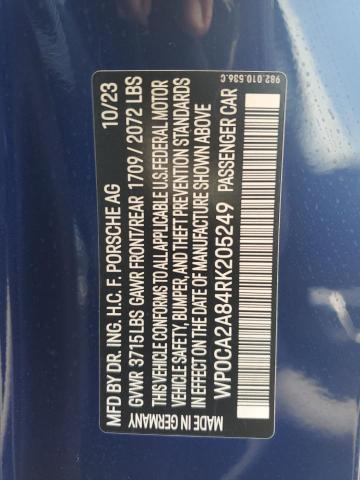 982.010.536.C
MFD BY DR. ING. H.C. F. PORSCHE AG 10/23
GVWR 3715 LBS GAWR FRONT/REAR 1709/2072 LBS
THIS VEHICLE CONFORMS TO ALL APPLICABLE U.S.FEDERAL MOTOR
VEHICLE SAFETY, BUMPER, AND THEFT PREVENTION STANDARDS
IN EFFECT ON THE DATE OF MANUFACTURE SHOWN ABOVE
WP0CA2A84RK205249 PASSENGER CAR
MADE IN GERMANY